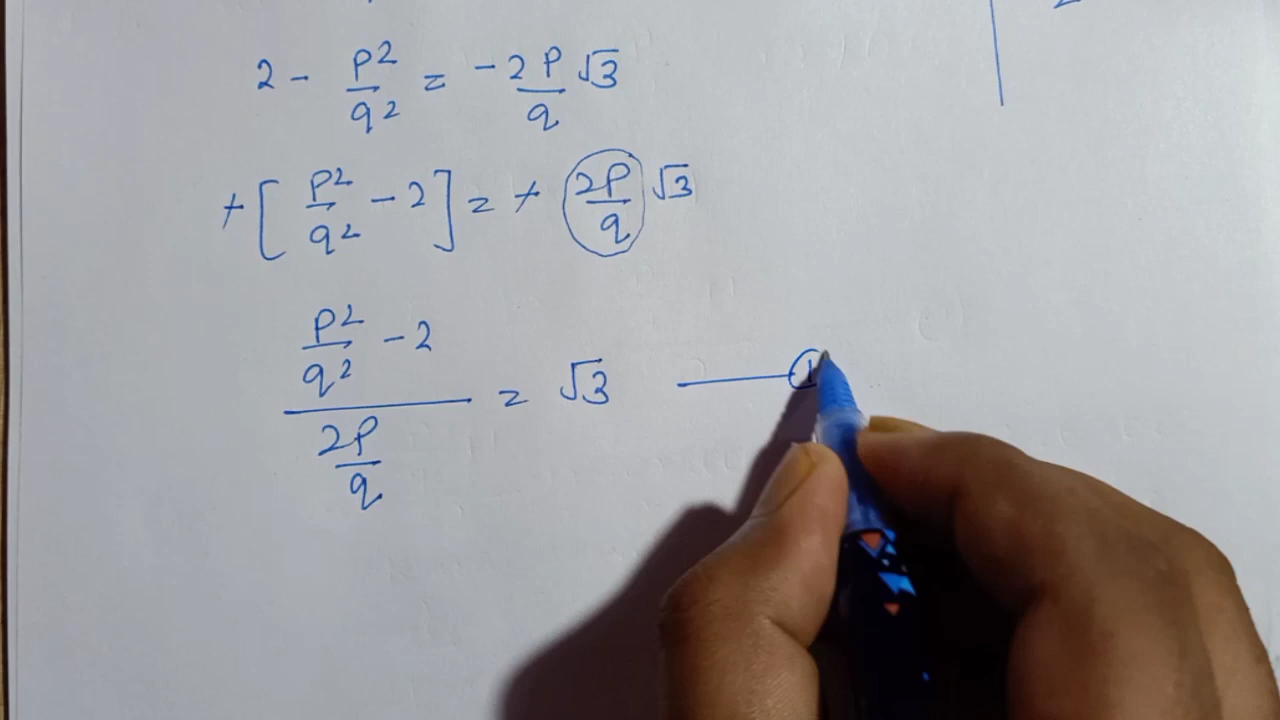 2 - p²/q² = -2p/q √3
+[p²/q² - 2] = + 2p/q √3
(p²/q² - 2)/(2p/q) = √3 —— ①